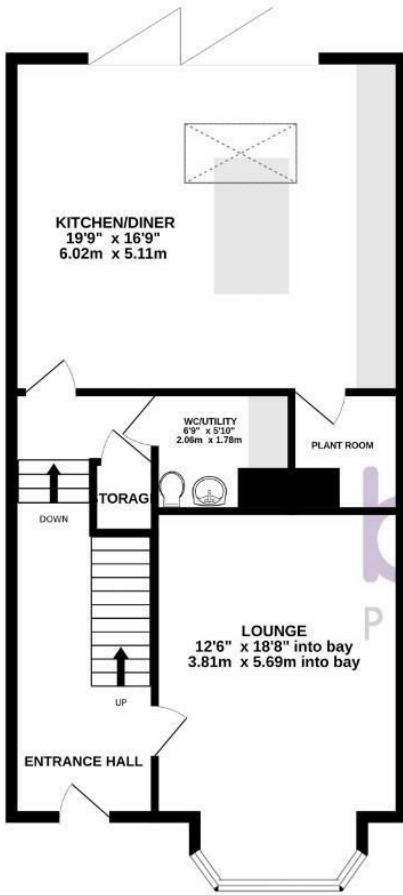 KITCHEN/DINER
19'9" x 16'9"
6.02m x 5.11m
WC/UTILITY
6'9" x 5'10"
2.06m x 1.78m
PLANT ROOM
STORAGE
DOWN
LOUNGE
12'6" x 18'8" into bay
3.81m x 5.69m into bay
UP
ENTRANCE HALL
b
P